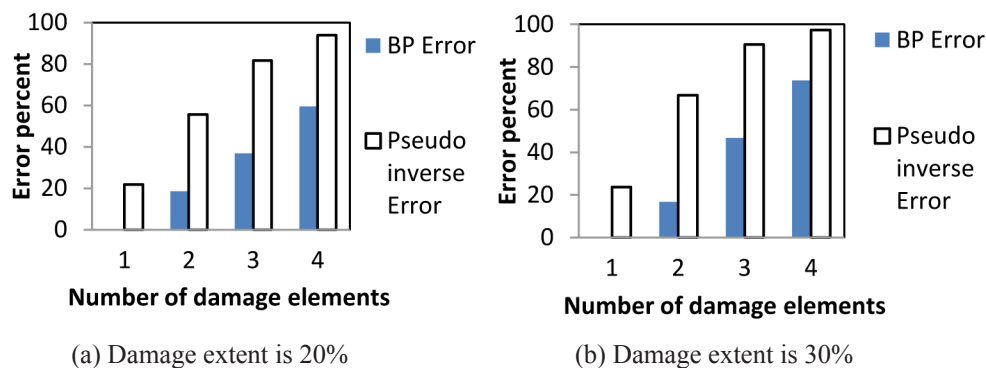 100
80
60
40
20
0
Error percent
1 2 3 4
Number of damage elements
BP Error
Pseudo
inverse
Error
(a) Damage extent is 20%
100
80
60
40
20
0
Error percent
1 2 3 4
Number of damage elements
BP Error
Pseudo
inverse
Error
(b) Damage extent is 30%